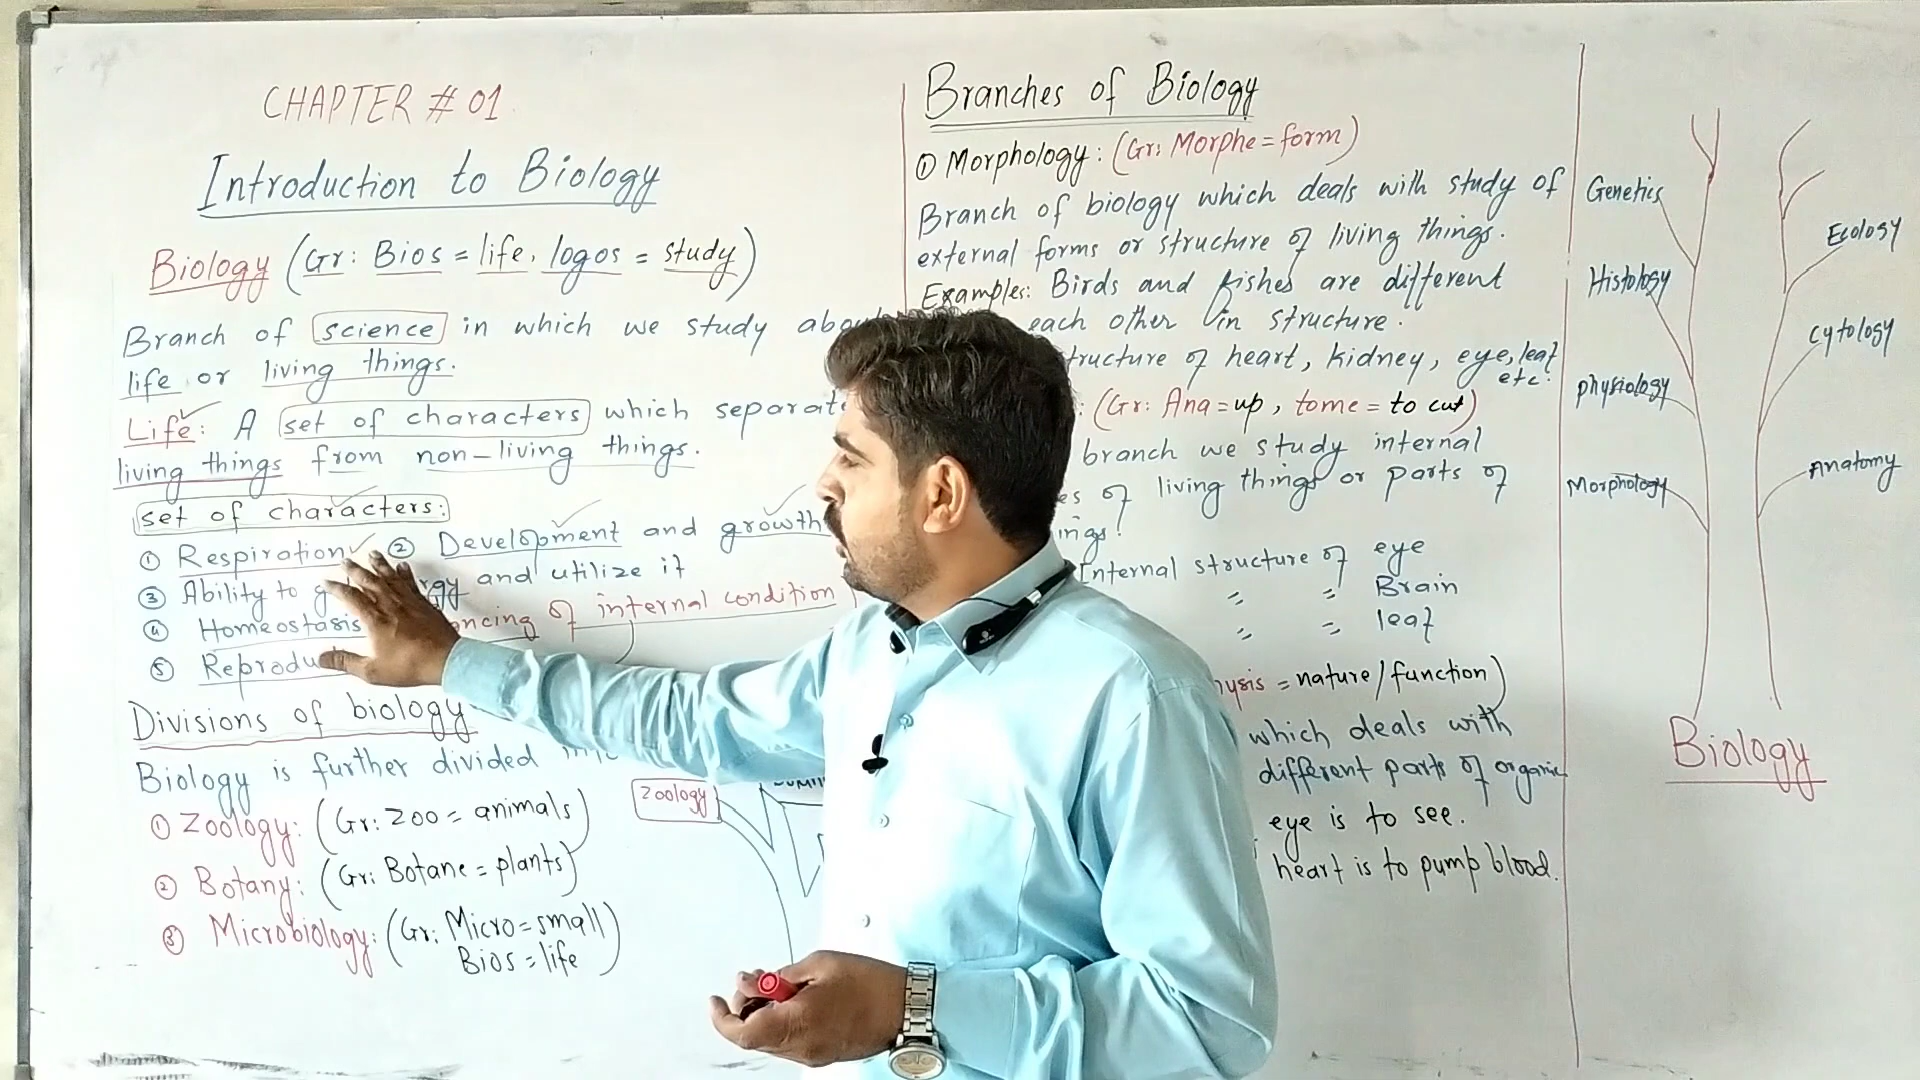 CHAPTER # 01
Introduction to Biology
Biology (Gr: Bios = life, logos = study)
Branch of science in which we study
life or living things.
Life: A set of characters which
living things from non-living things.
set of characters:
① Respiration ② Development and growth
③ Ability to and utilize it
④ Homeostasis of internal condition
⑤
Divisions of biology
Biology is further divided
① Zoology: (Gr: Zoo = animals)
② Botany: (Gr: Botane = plants)
③ Microbiology: (Gr: Micro = small
Bios = life)
Zoology
Branches of Biology
① Morphology: (Gr: Morphe = form)
Branch of biology which deals with study of
external forms or structure of living things.
Examples: Birds and fishes are different
each other in structure.
structure of heart, kidney, eye, leaf
etc.
: (Gr: Ana = up, tome = to cut)
branch we study internal
of living things or parts of
Internal structure of eye
" " Brain
" " leaf
= nature/function)
which deals with
different parts of
eye is to see.
heart is to pump blood.
Genetics
Histology
physiology
Morphology
Ecology
Cytology
Anatomy
Biology